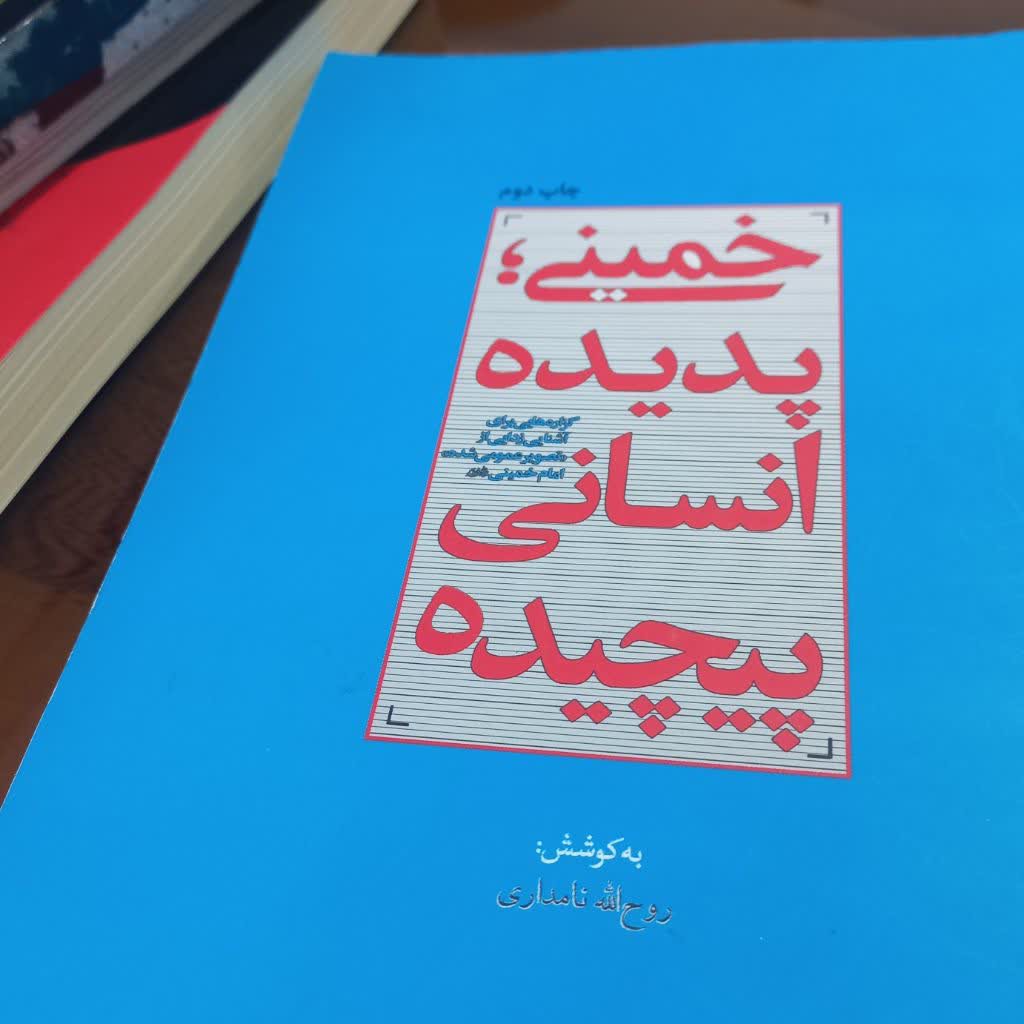 چاپ دوم
خمینی؛
پدیده
انسانی
پیچیده
گزاره‌هایی برای
آشنایی‌زدایی از
«تصویر عمومی‌شده»
امام خمینی
به‌کوشش:
روح‌الله نامداری